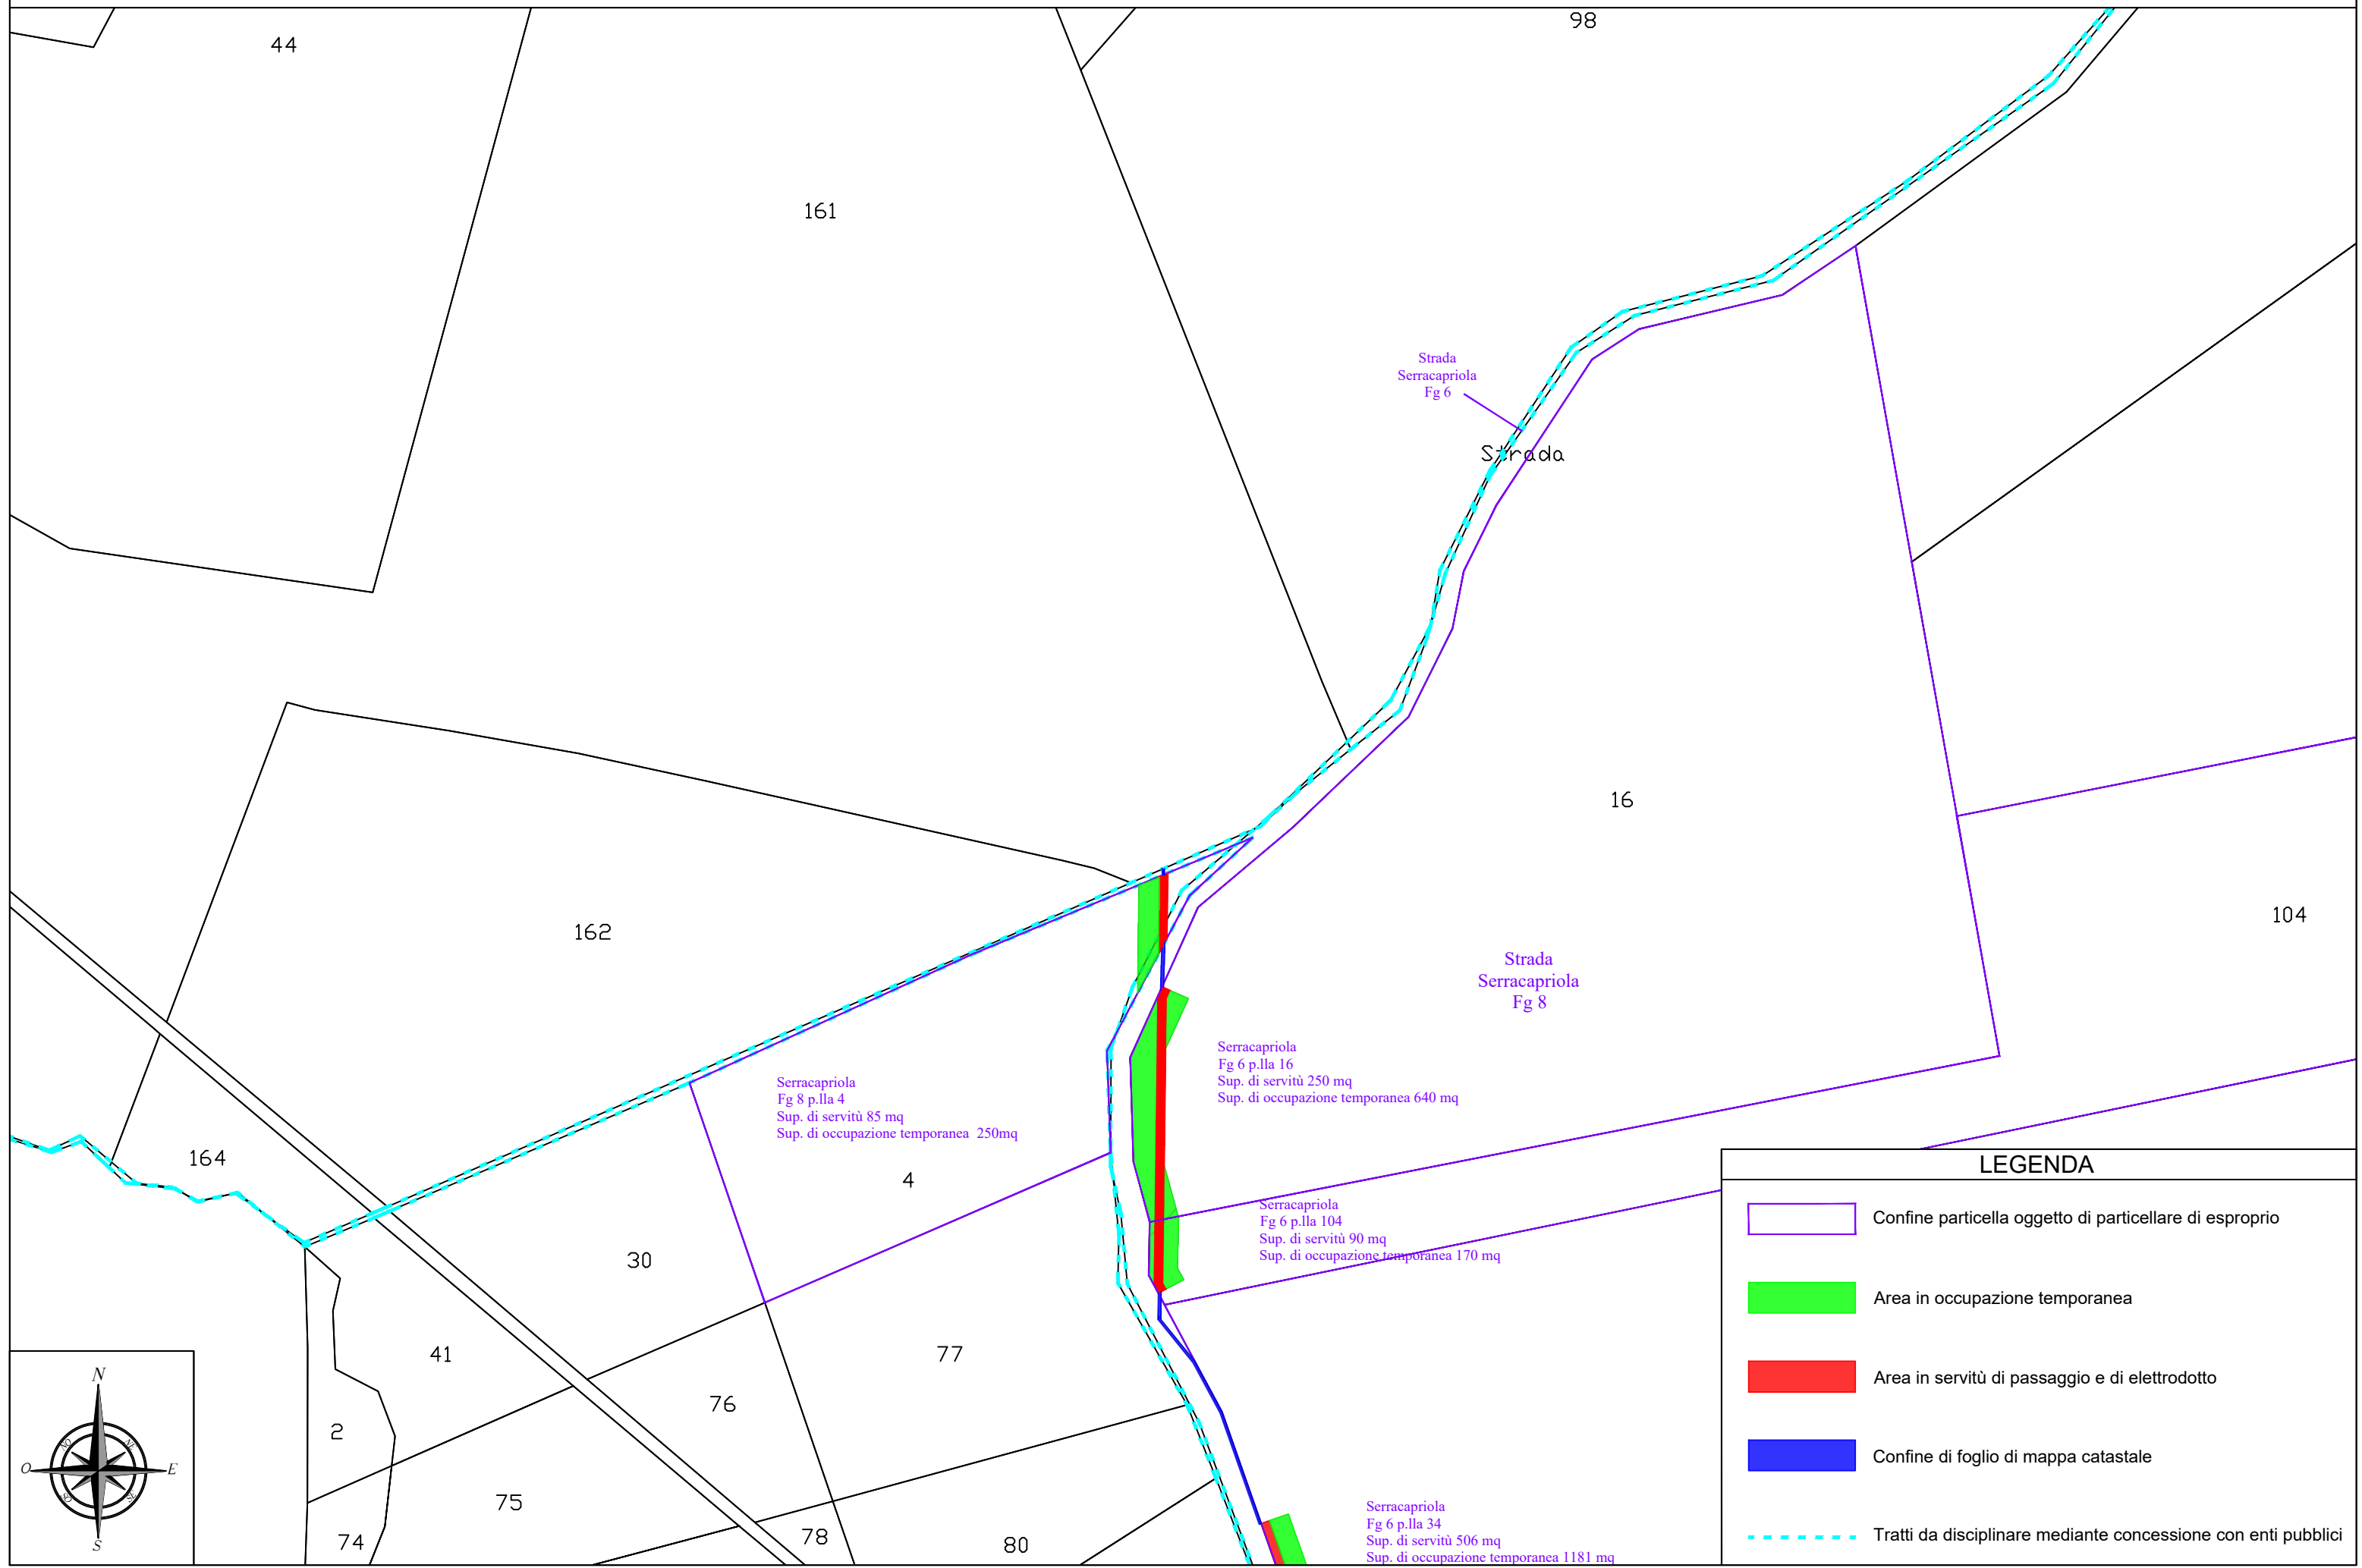 44
98
161
Strada
Serracapriola
Fg 6
Strada
16
104
162
Strada
Serracapriola
Fg 8
Serracapriola
Fg 6 p.lla 16
Sup. di servitù 250 mq
Sup. di occupazione temporanea 640 mq
Serracapriola
Fg 8 p.lla 4
Sup. di servitù 85 mq
Sup. di occupazione temporanea 250mq
164
4
Serracapriola
Fg 6 p.lla 104
Sup. di servitù 90 mq
Sup. di occupazione temporanea 170 mq
30
41
77
76
2
75
74
78
80
Serracapriola
Fg 6 p.lla 34
Sup. di servitù 506 mq
Sup. di occupazione temporanea 1181 mq
N
NO
NE
O
E
SO
SE
S
LEGENDA
Confine particella oggetto di particellare di esproprio
Area in occupazione temporanea
Area in servitù di passaggio e di elettrodotto
Confine di foglio di mappa catastale
Tratti da disciplinare mediante concessione con enti pubblici